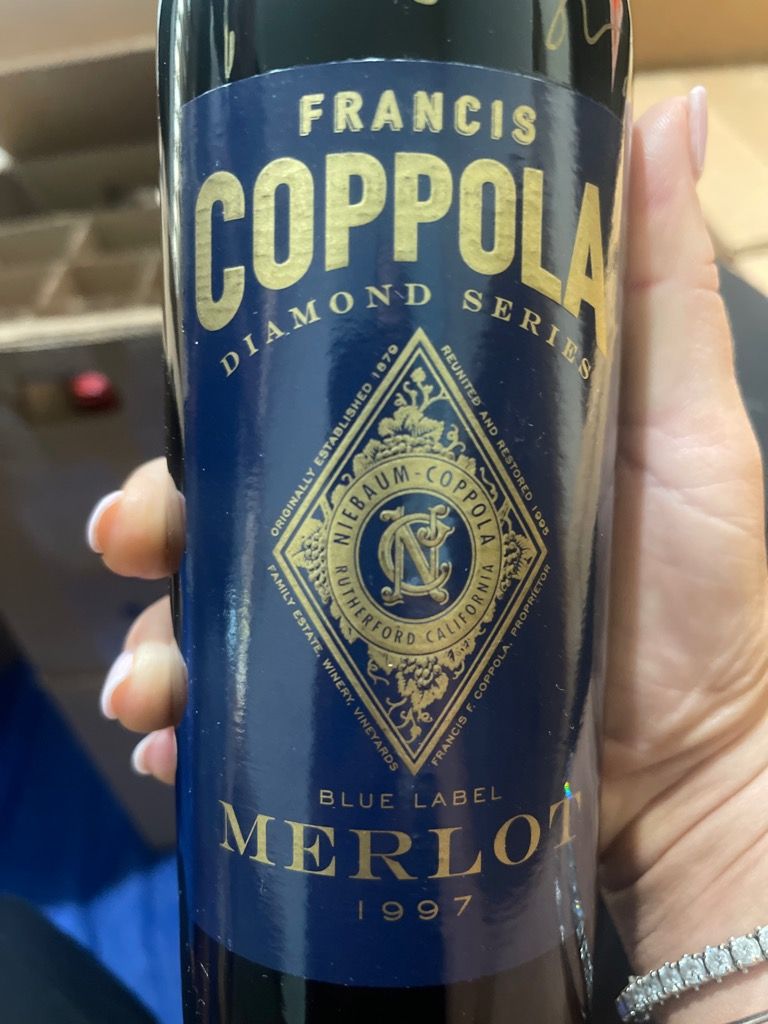 FRANCIS
COPPOLA
DIAMOND SERIES
ORIGINALLY ESTABLISHED 1879
REUNITED AND RESTORED 1995
NIEBAUM-COPPOLA
NC
RUTHERFORD CALIFORNIA
FAMILY ESTATE, WINERY, VINEYARDS
FRANCIS F. COPPOLA, PROPRIETOR
BLUE LABEL
MERLOT
1997